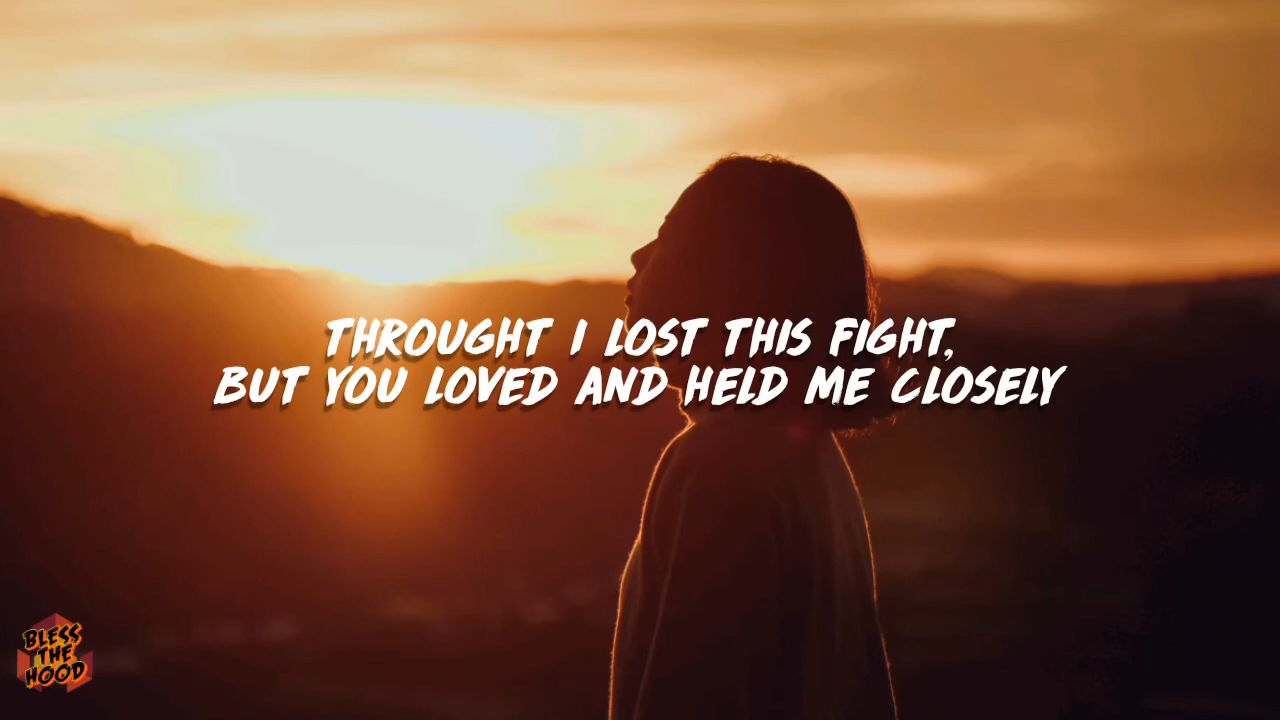 THROUGHT I LOST THIS FIGHT,
BUT YOU LOVED AND HELD ME CLOSELY
BLESS
THE
HOOD